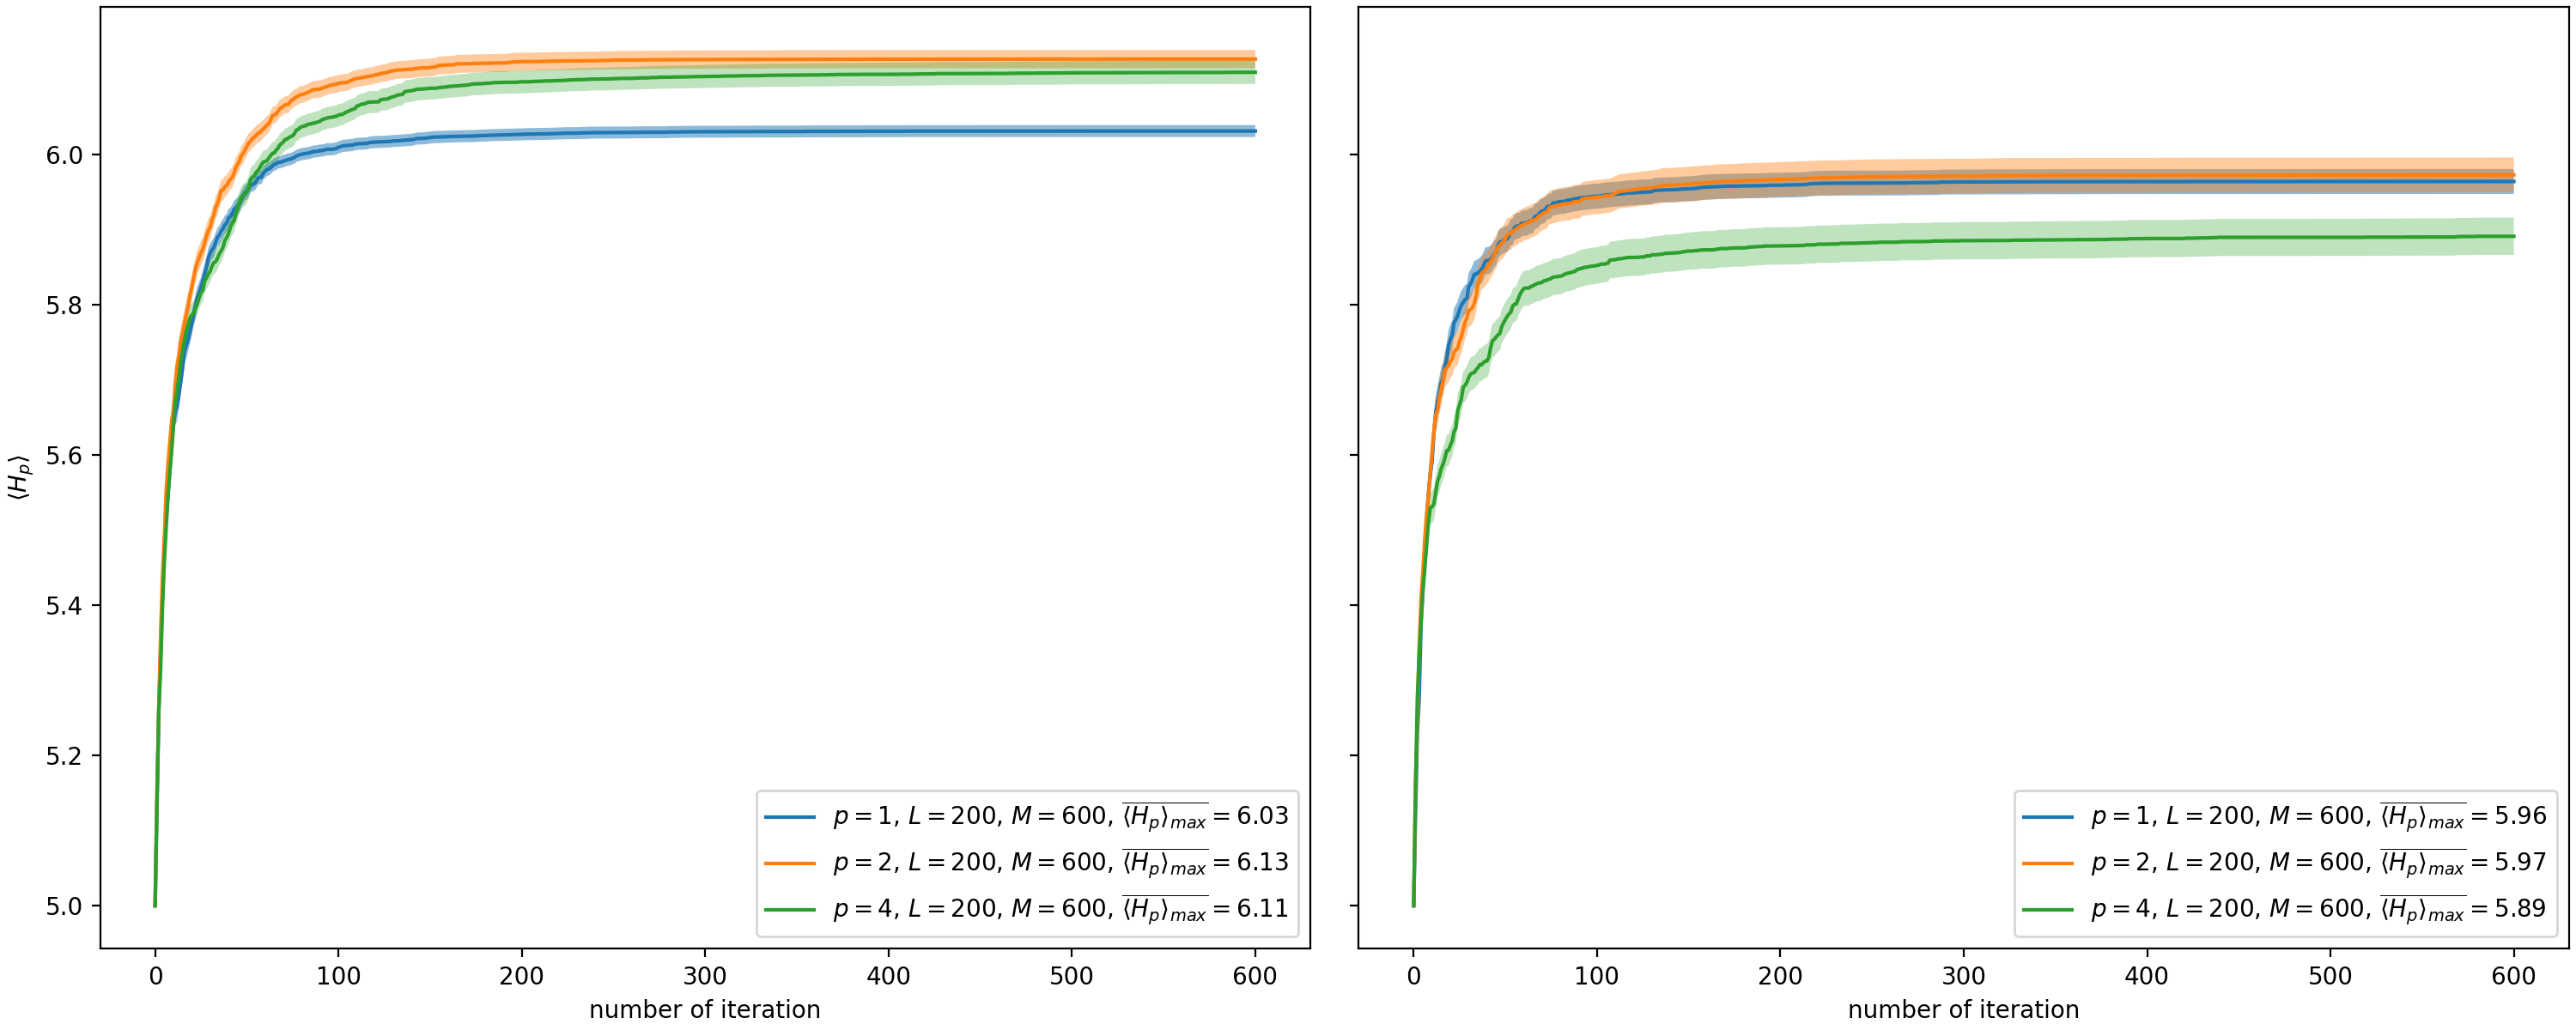 ⟨H_p⟩
6.0
5.8
5.6
5.4
5.2
5.0
0 100 200 300 400 500 600
number of iteration
p = 1, L = 200, M = 600, \overline{⟨H_p⟩_{max}} = 6.03
p = 2, L = 200, M = 600, \overline{⟨H_p⟩_{max}} = 6.13
p = 4, L = 200, M = 600, \overline{⟨H_p⟩_{max}} = 6.11
0 100 200 300 400 500 600
number of iteration
p = 1, L = 200, M = 600, \overline{⟨H_p⟩_{max}} = 5.96
p = 2, L = 200, M = 600, \overline{⟨H_p⟩_{max}} = 5.97
p = 4, L = 200, M = 600, \overline{⟨H_p⟩_{max}} = 5.89